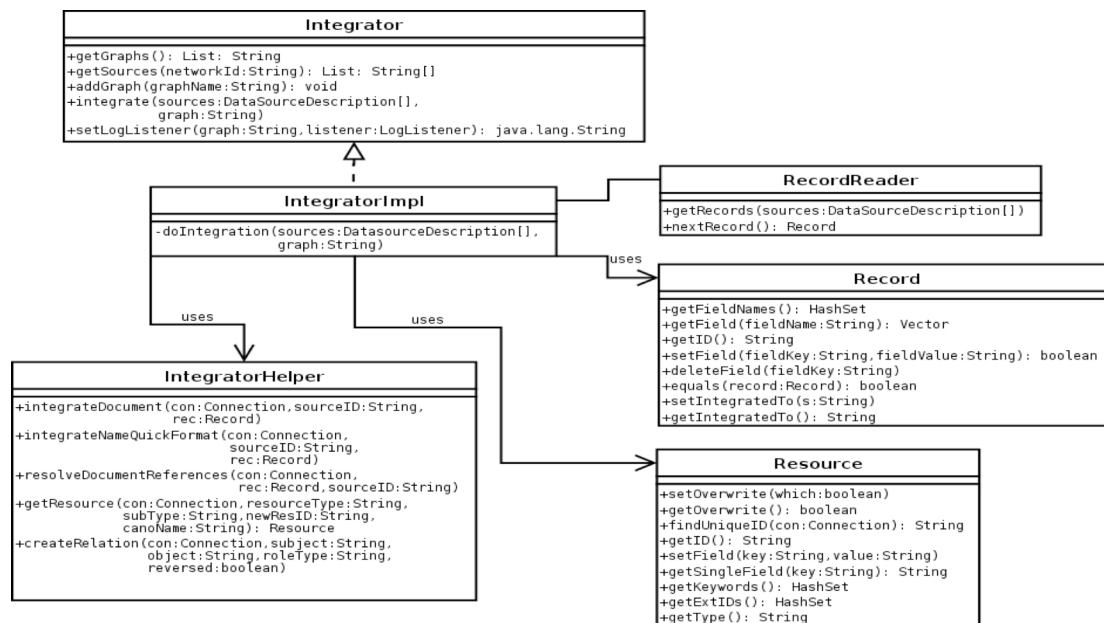 Integrator
+getGraphs(): List: String
+getSources(networkId:String): List: String[]
+addGraph(graphName:String): void
+integrate(sources:DataSourceDescription[],
graph:String)
+setLogListener(graph:String,listener:LogListener): java.lang.String
IntegratorImpl
-doIntegration(sources:DatasourceDescription[],
graph:String)
RecordReader
+getRecords(sources:DataSourceDescription[])
+nextRecord(): Record
uses
Record
+getFieldNames(): HashSet
+getField(fieldName:String): Vector
+getID(): String
+setField(fieldKey:String,fieldValue:String): boolean
+deleteField(fieldKey:String)
+equals(record:Record): boolean
+setIntegratedTo(s:String)
+getIntegratedTo(): String
uses
uses
IntegratorHelper
+integrateDocument(con:Connection,sourceID:String,
rec:Record)
+integrateNameQuickFormat(con:Connection,
sourceID:String,
rec:Record)
+resolveDocumentReferences(con:Connection,
rec:Record,sourceID:String)
+getResource(con:Connection,resourceType:String,
subType:String,newResID:String,
canoName:String): Resource
+createRelation(con:Connection,subject:String,
object:String,roleType:String,
reversed:boolean)
Resource
+setOverwrite(which:boolean)
+getOverwrite(): boolean
+findUniqueID(con:Connection): String
+getID(): String
+setField(key:String,value:String)
+getSingleField(key:String): String
+getKeywords(): HashSet
+getExtIDs(): HashSet
+getType(): String